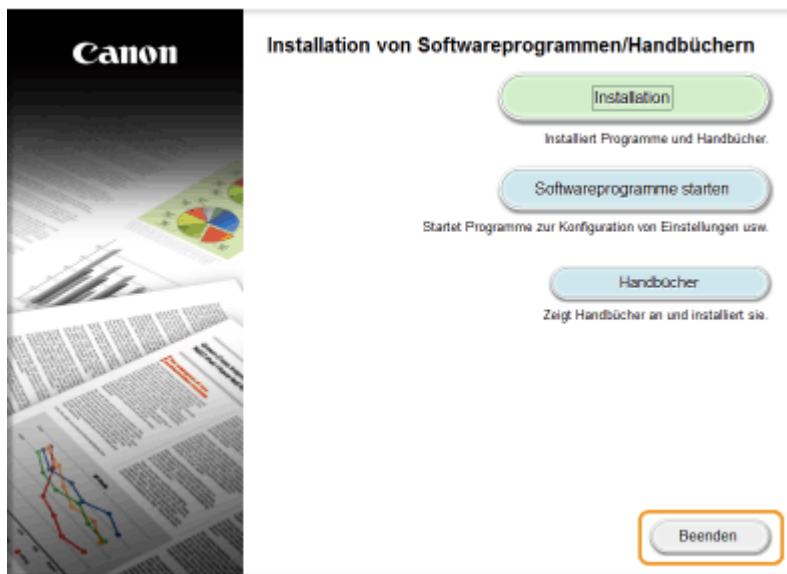 Canon
Installation von Softwareprogrammen/Handbüchern
Installation
Installiert Programme und Handbücher.
Softwareprogramme starten
Startet Programme zur Konfiguration von Einstellungen usw.
Handbücher
Zeigt Handbücher an und installiert sie.
Beenden